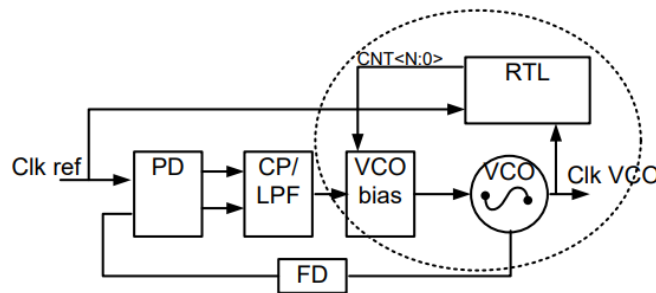 CNT<N:0>
RTL
Clk ref
PD
CP/
LPF
VCO
bias
VCO
Clk VCO
FD